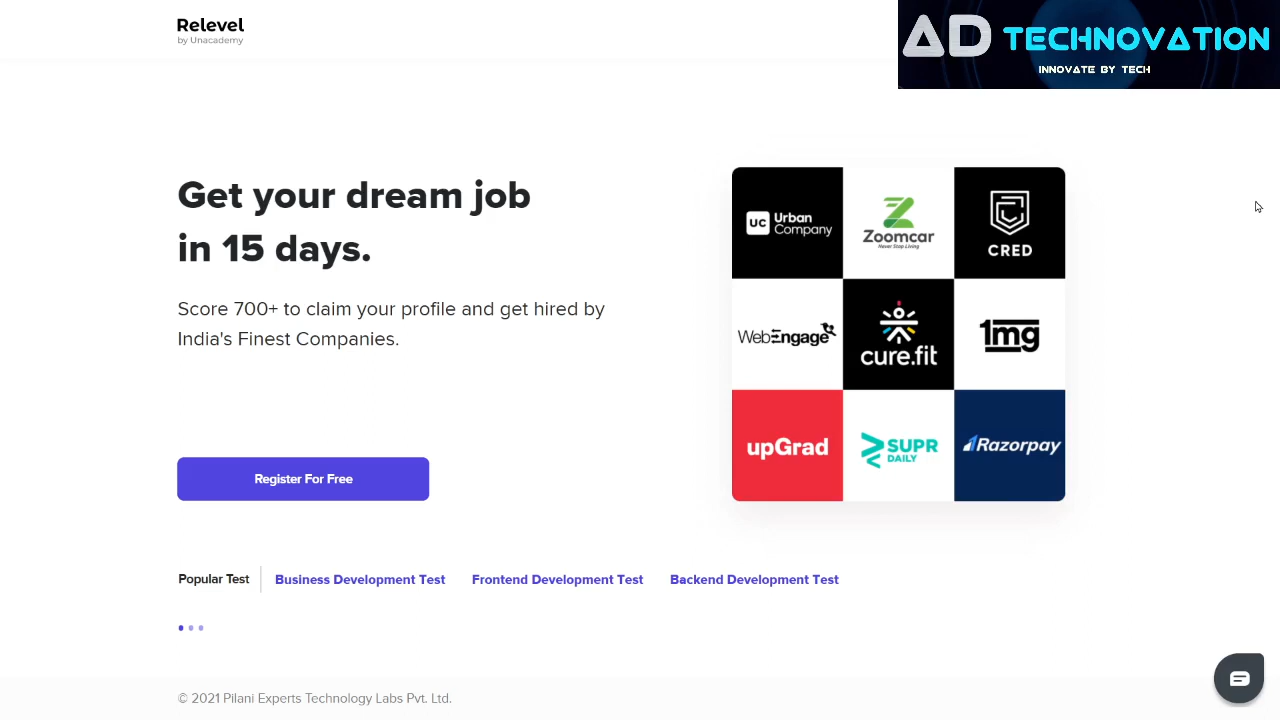 Relevel
by Unacademy
AD TECHNOVATION
INNOVATE BY TECH
Get your dream job
in 15 days.
Score 700+ to claim your profile and get hired by
India's Finest Companies.
Register For Free
UC Urban
Company
Zoomcar
Never Stop Living
CRED
WebEngage
cure.fit
1mg
upGrad
SUPR
DAILY
Razorpay
Popular Test
Business Development Test
Frontend Development Test
Backend Development Test
© 2021 Pilani Experts Technology Labs Pvt. Ltd.